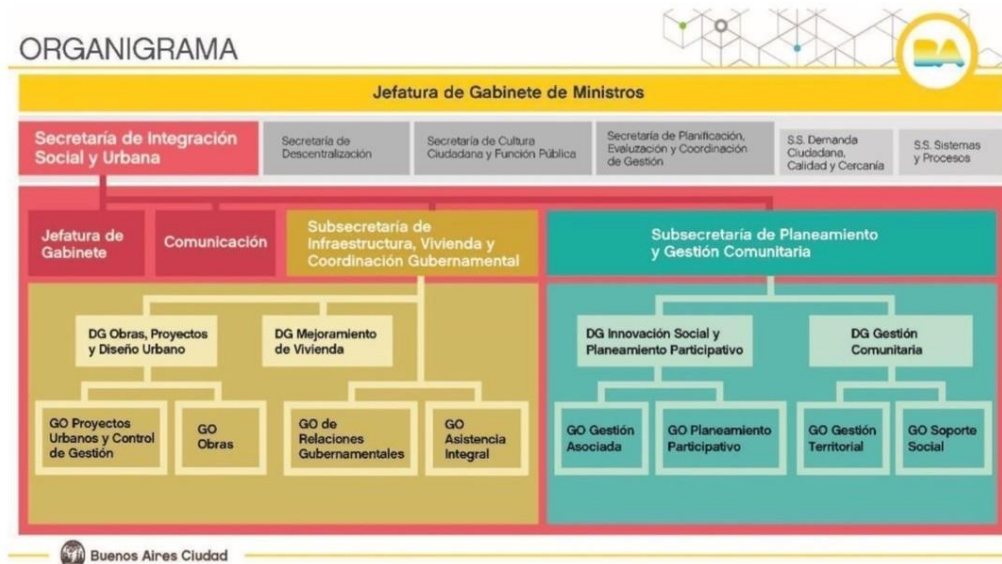 ORGANIGRAMA
BA
Jefatura de Gabinete de Ministros
Secretaría de Integración
Social y Urbana
Secretaría de
Descentralización
Secretaría de Cultura
Ciudadana y Función Pública
Secretaría de Planificación,
Evaluzación y Coordinación
de Gestión
S.S. Demanda
Ciudadana,
Calidad y Cercanía
S.S. Sistemas
y Procesos
Jefatura de
Gabinete
Comunicación
Subsecretaría de
Infraestructura, Vivienda y
Coordinación Gubernamental
Subsecretaría de Planeamiento
y Gestión Comunitaria
DG Obras, Proyectos
y Diseño Urbano
DG Mejoramiento
de Vivienda
DG Innovación Social y
Planeamiento Participativo
DG Gestión
Comunitaria
GO Proyectos
Urbanos y Control
de Gestión
GO
Obras
GO de
Relaciones
Gubernamentales
GO
Asistencia
Integral
GO Gestión
Asociada
GO Planeamiento
Participativo
GO Gestión
Territorial
GO Soporte
Social
Buenos Aires Ciudad